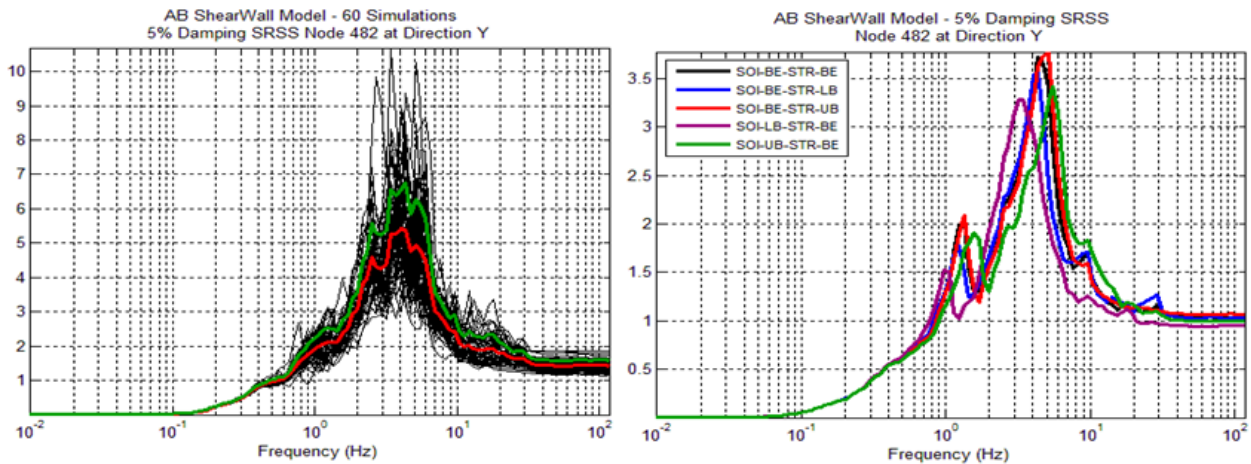 AB ShearWall Model - 60 Simulations
5% Damping SRSS Node 482 at Direction Y
10
9
8
7
6
5
4
3
2
1
10-2
10-1
100
101
102
Frequency (Hz)
AB ShearWall Model - 5% Damping SRSS
Node 482 at Direction Y
SOI-BE-STR-BE
SOI-BE-STR-LB
SOI-BE-STR-UB
SOI-LB-STR-BE
SOI-UB-STR-BE
3.5
3
2.5
2
1.5
1
0.5
10-2
10-1
100
101
102
Frequency (Hz)